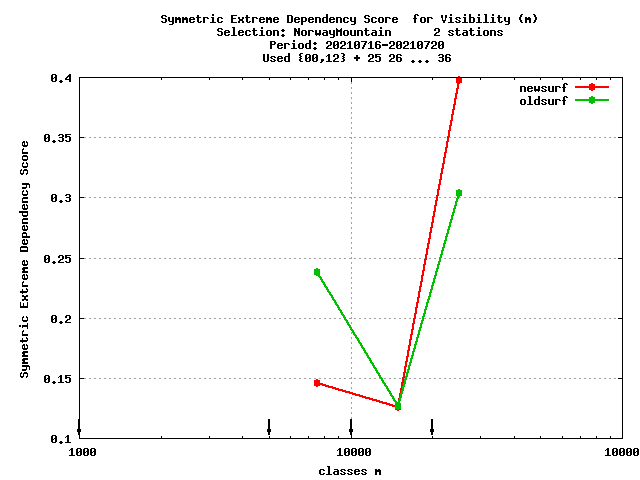 Symmetric Extreme Dependency Score for Visibility (m)
Selection: NorwayMountain 2 stations
Period: 20210716-20210720
Used {00,12} + 25 26 ... 36
newsurf
oldsurf
0.4
0.35
0.3
0.25
0.2
0.15
0.1
Symmetric Extreme Dependency Score
1000 10000 10000
classes m